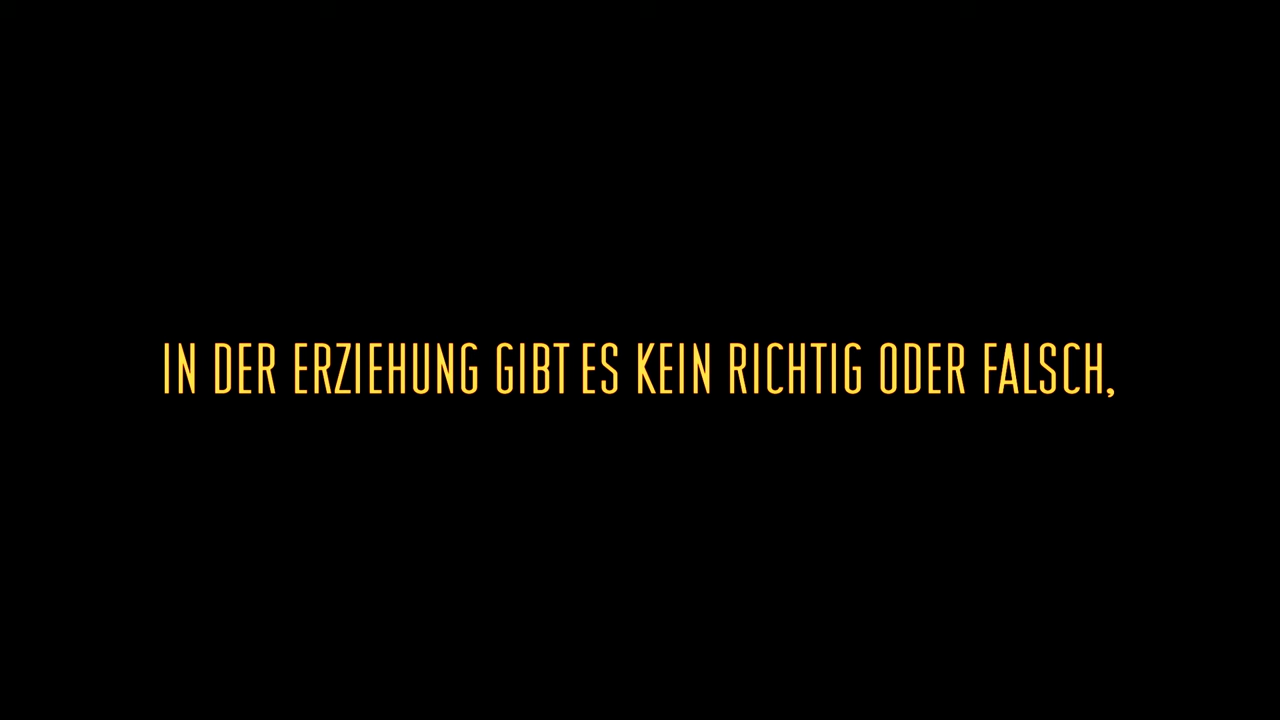 IN DER ERZIEHUNG GIBT ES KEIN RICHTIG ODER FALSCH,